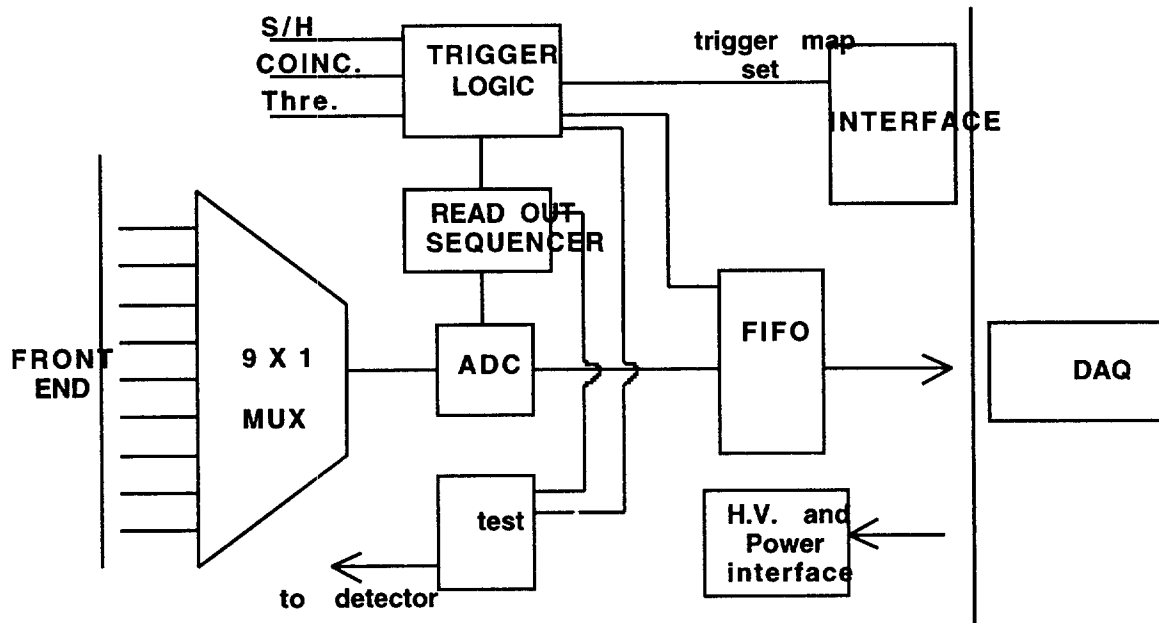 S/H
COINC.
Thre.
TRIGGER
LOGIC
trigger map
set
INTERFACE
READ OUT
SEQUENCER
FRONT
END
9 X 1
MUX
ADC
FIFO
DAQ
test
to detector
H.V. and
Power
interface